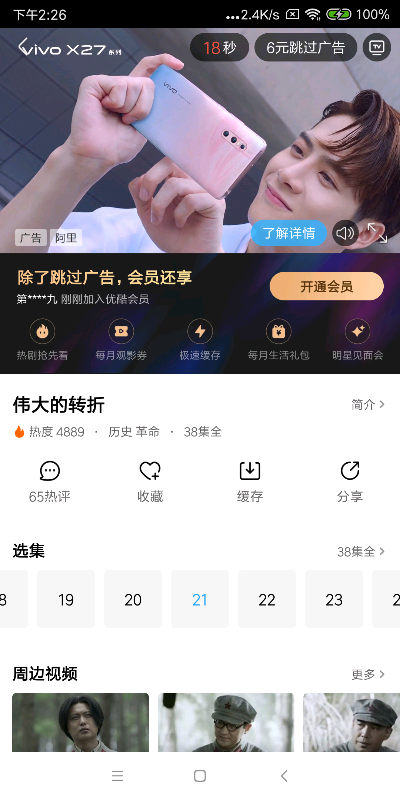 下午2:26
...2.4K/s
100%
vivo X27 系列
18秒
6元跳过广告
TV
vivo
广告
阿里
了解详情
除了跳过广告，会员还享
第****九 刚刚加入优酷会员
开通会员
热剧抢先看
每月观影券
极速缓存
每月生活礼包
明星见面会
伟大的转折
简介 >
热度 4889 · 历史 革命 · 38集全
65热评
收藏
缓存
分享
选集
38集全 >
8
19
20
21
22
23
2
周边视频
更多 >